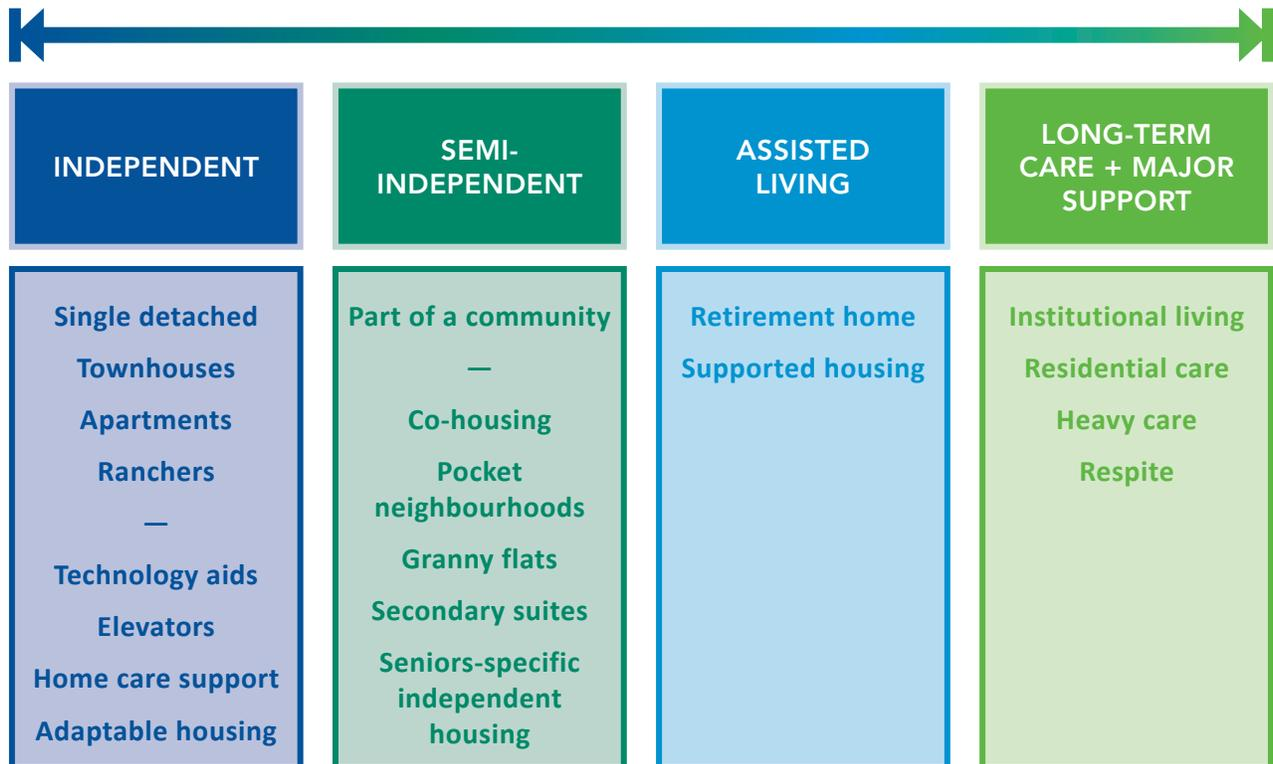 INDEPENDENT
SEMI-
INDEPENDENT
ASSISTED
LIVING
LONG-TERM
CARE + MAJOR
SUPPORT
Single detached
Townhouses
Apartments
Ranchers
—
Technology aids
Elevators
Home care support
Adaptable housing
Part of a community
—
Co-housing
Pocket
neighbourhoods
Granny flats
Secondary suites
Seniors-specific
independent
housing
Retirement home
Supported housing
Institutional living
Residential care
Heavy care
Respite